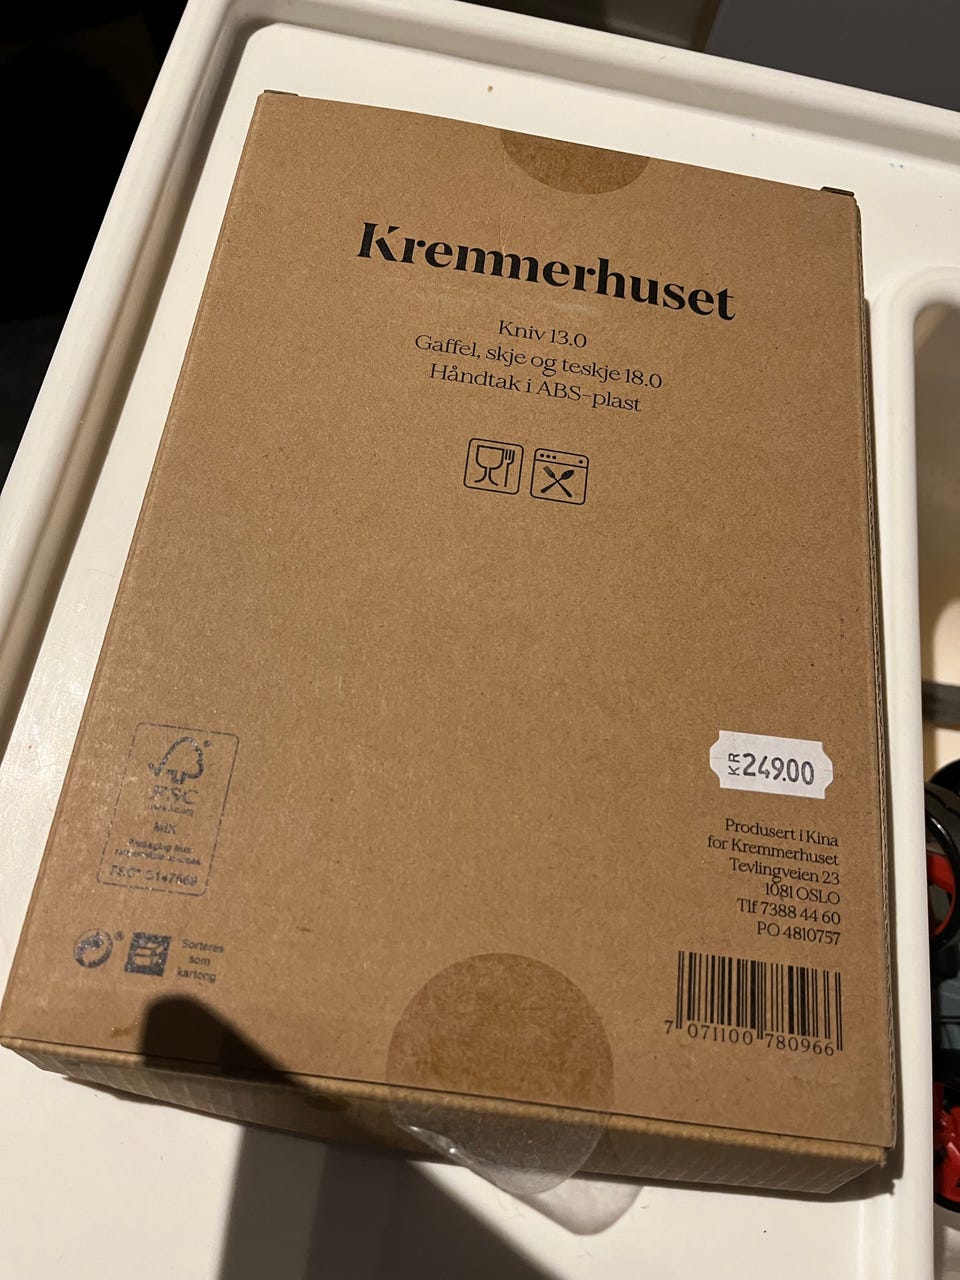 Kremmerhuset
Kniv 13.0
Gaffel, skje og teskje 18.0
Håndtak i ABS-plast
KR 249.00
Produsert i Kina
for Kremmerhuset
Tevlingveien 23
1081 OSLO
Tlf 7388 44 60
PO 4810757
7 071100 780966
FSC
MIX
Sorteres
som
kartong